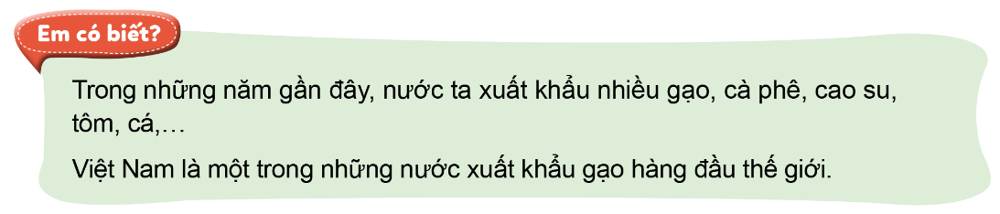 Em có biết?
Trong những năm gần đây, nước ta xuất khẩu nhiều gạo, cà phê, cao su,
tôm, cá,...
Việt Nam là một trong những nước xuất khẩu gạo hàng đầu thế giới.